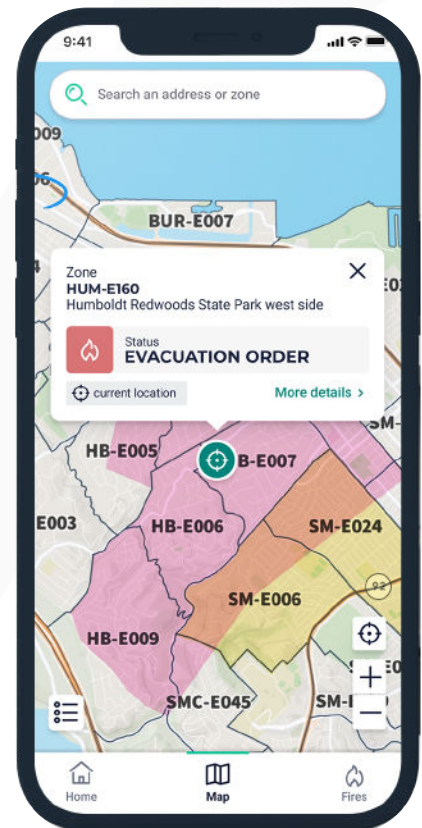 9:41
Search an address or zone
009
06
BUR-E007
Zone
HUM-E160
Humboldt Redwoods State Park west side
Status
EVACUATION ORDER
current location
More details >
SM-
HB-E005
B-E007
E003
HB-E006
SM-E024
92
SM-E006
HB-E009
SMC-E045
Home
Map
Fires